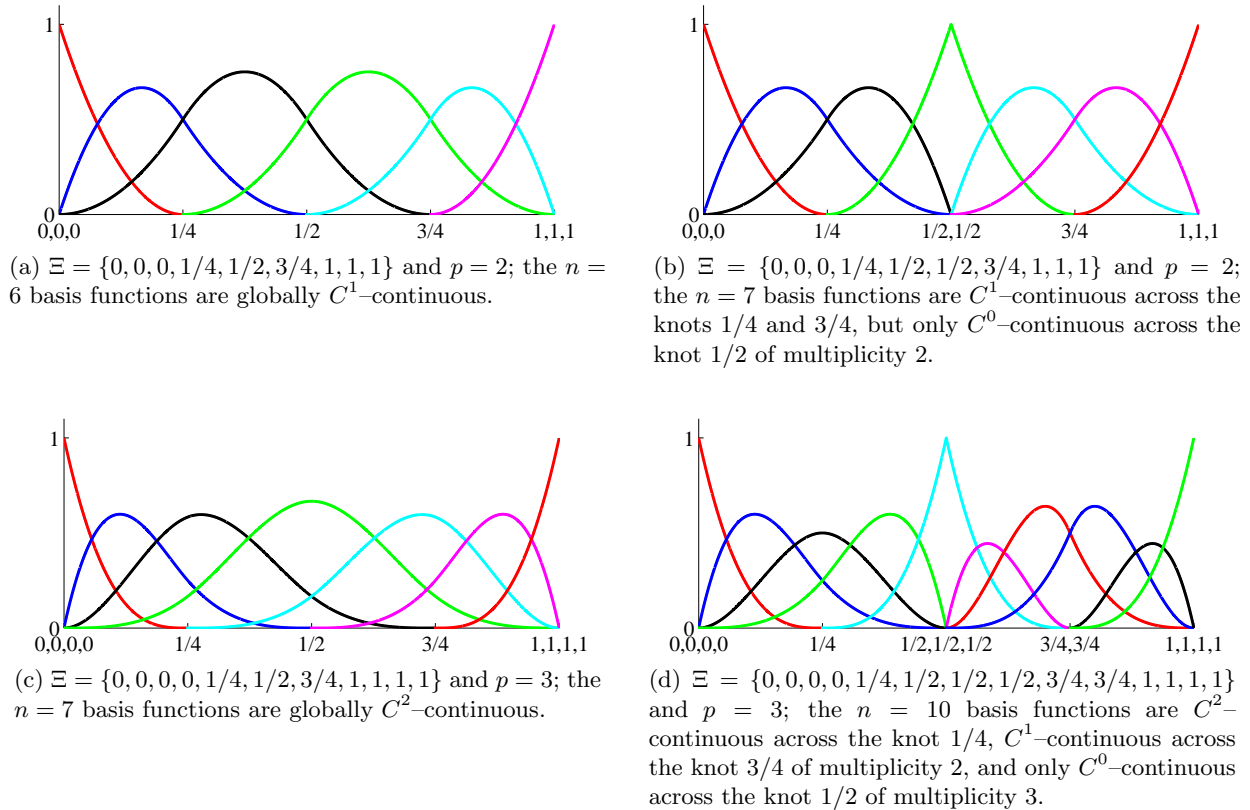 1
0
0,0,0
1/4
1/2
3/4
1,1,1
(a) Ξ = {0, 0, 0, 1/4, 1/2, 3/4, 1, 1, 1} and p = 2; the n =
6 basis functions are globally C¹–continuous.
1
0
0,0,0
1/4
1/2,1/2
3/4
1,1,1
(b) Ξ = {0, 0, 0, 1/4, 1/2, 1/2, 3/4, 1, 1, 1} and p = 2;
the n = 7 basis functions are C¹–continuous across the
knots 1/4 and 3/4, but only C⁰–continuous across the
knot 1/2 of multiplicity 2.
1
0
0,0,0,0
1/4
1/2
3/4
1,1,1,1
(c) Ξ = {0, 0, 0, 0, 1/4, 1/2, 3/4, 1, 1, 1, 1} and p = 3; the
n = 7 basis functions are globally C²–continuous.
1
0
0,0,0,0
1/4
1/2,1/2,1/2
3/4,3/4
1,1,1,1
(d) Ξ = {0, 0, 0, 0, 1/4, 1/2, 1/2, 1/2, 3/4, 3/4, 1, 1, 1, 1}
and p = 3; the n = 10 basis functions are C²–
continuous across the knot 1/4, C¹–continuous across
the knot 3/4 of multiplicity 2, and only C⁰–continuous
across the knot 1/2 of multiplicity 3.